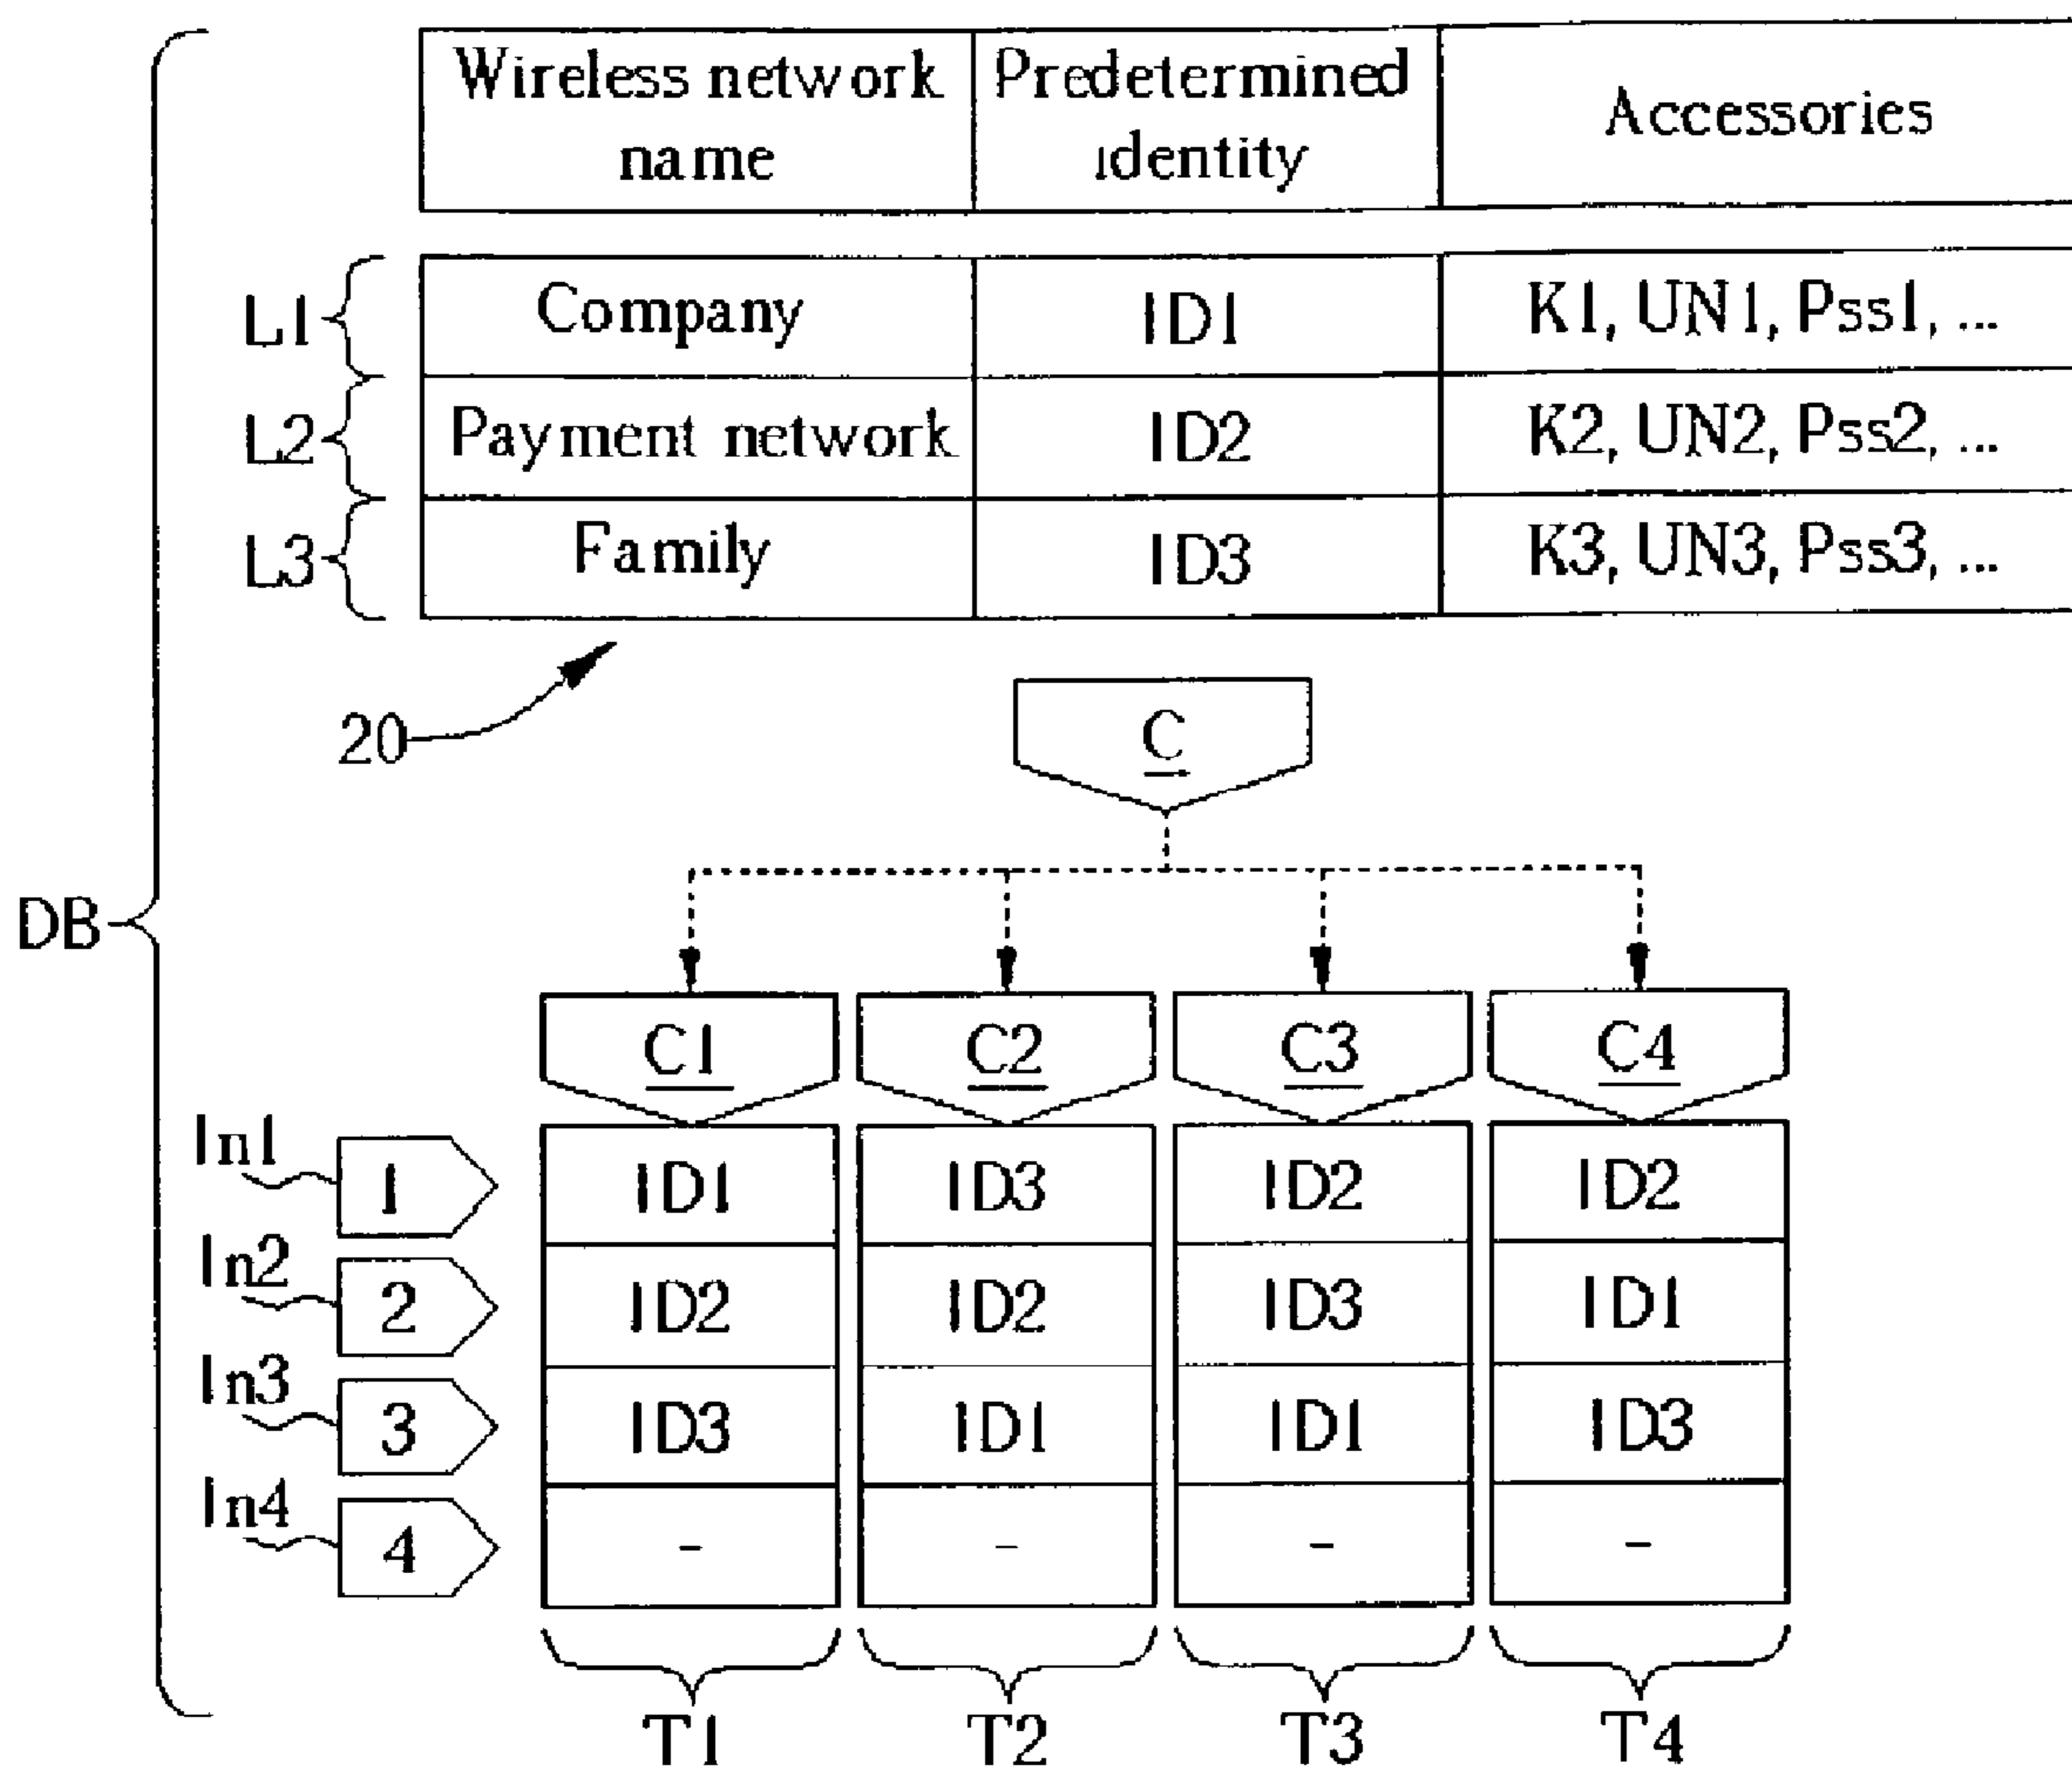 Wireless network name
Predetermined identity
Accessories
L1
Company
ID1
K1, UN1, Pss1, ...
L2
Payment network
ID2
K2, UN2, Pss2, ...
L3
Family
ID3
K3, UN3, Pss3, ...
20
C
DB
C1
C2
C3
C4
In1
1
ID1
ID3
ID2
ID2
In2
2
ID2
ID2
ID3
ID1
In3
3
ID3
ID1
ID1
ID3
In4
4
-
-
-
-
T1
T2
T3
T4